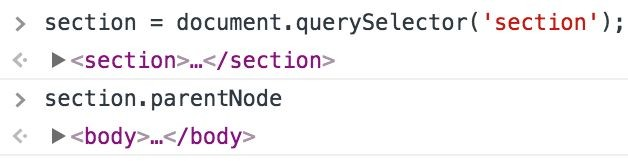 > section = document.querySelector('section');
<· ▶<section>…</section>
> section.parentNode
<· ▶<body>…</body>